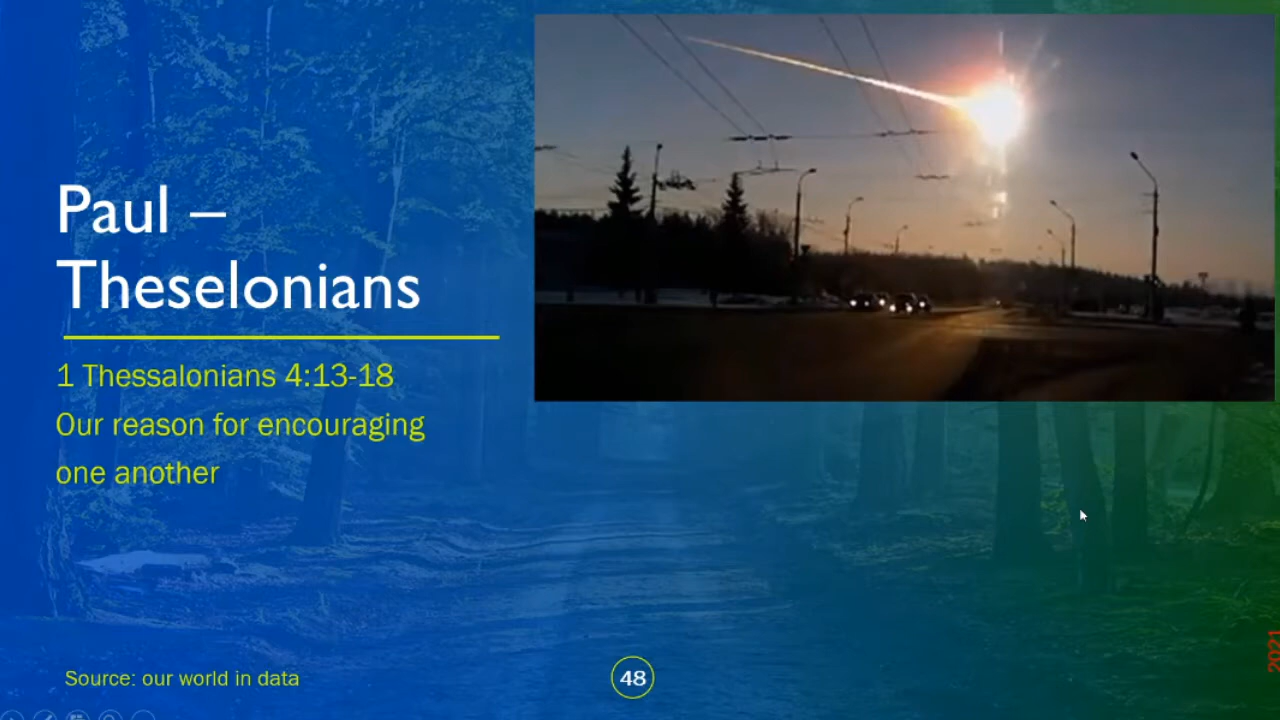 Paul –
Theselonians
1 Thessalonians 4:13-18
Our reason for encouraging
one another
Source: our world in data
48
2021